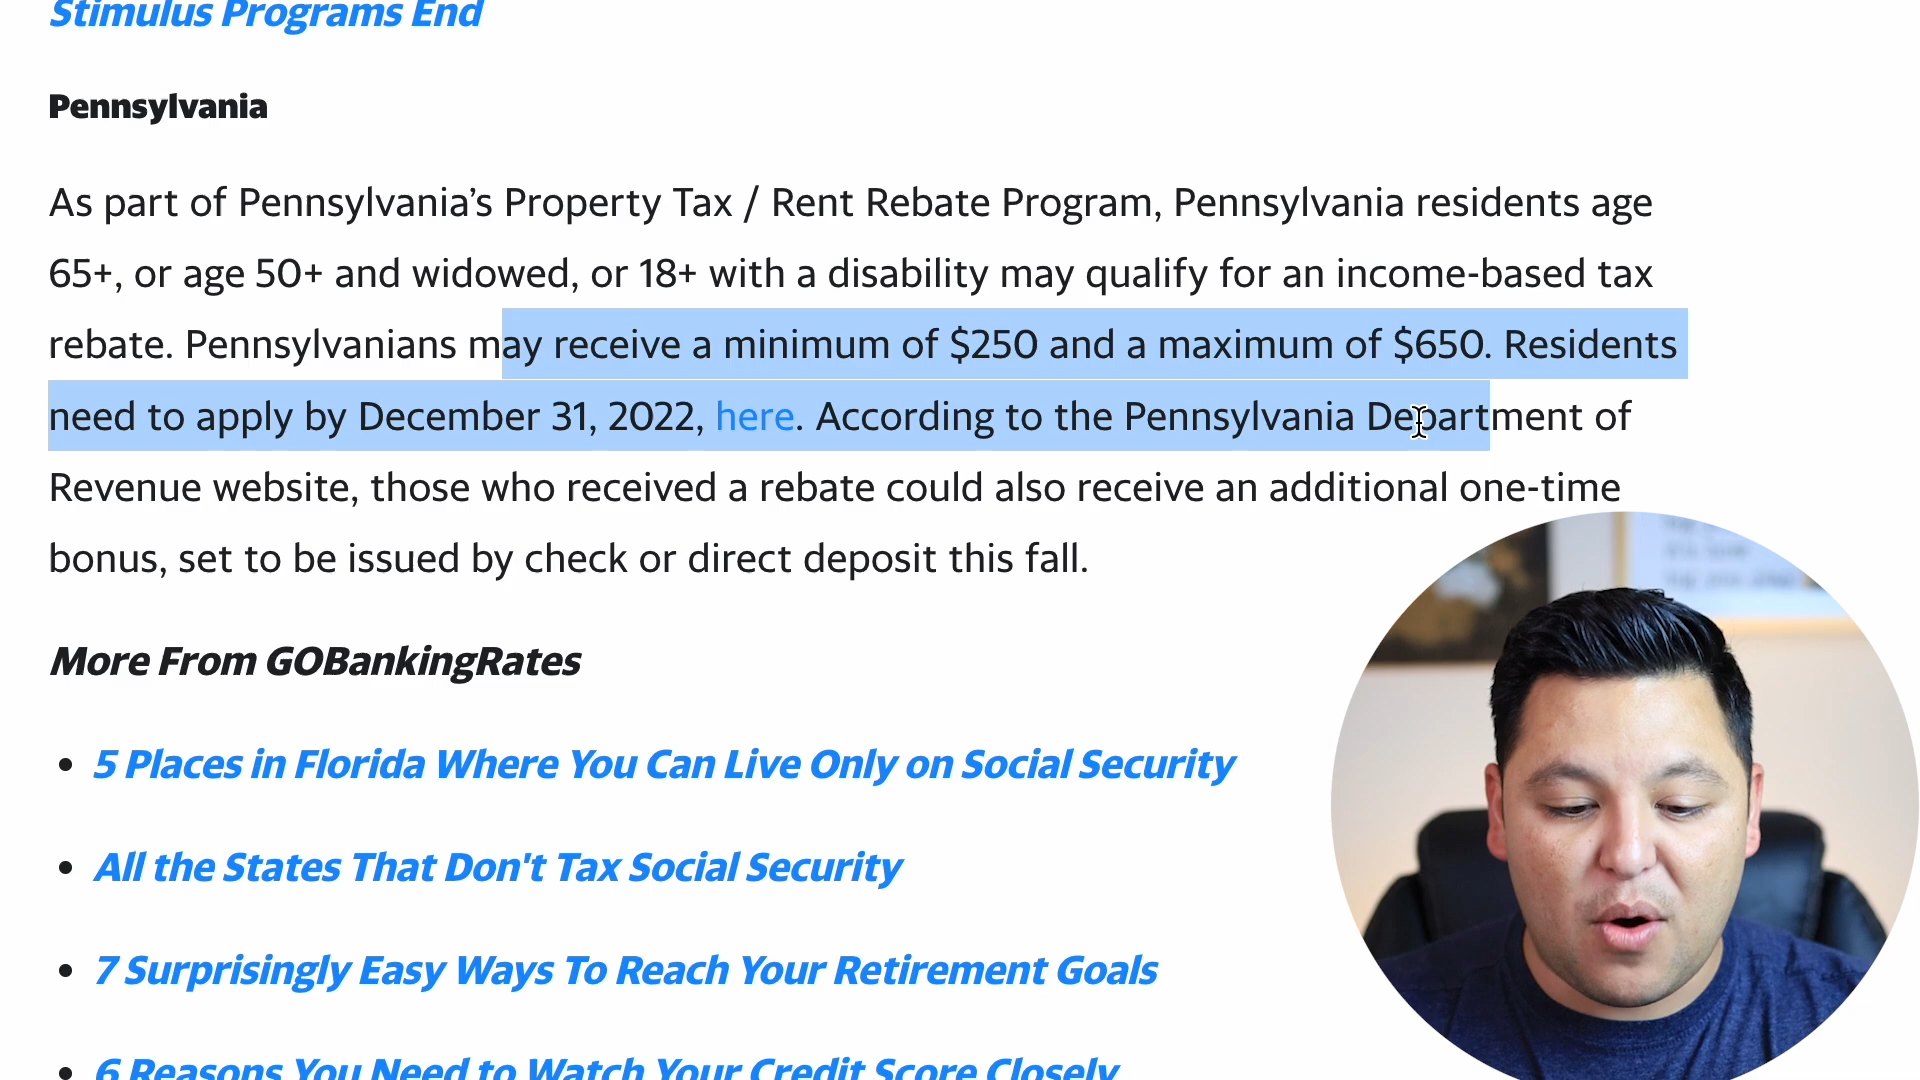 Stimulus Programs End
Pennsylvania
As part of Pennsylvania’s Property Tax / Rent Rebate Program, Pennsylvania residents age
65+, or age 50+ and widowed, or 18+ with a disability may qualify for an income-based tax
rebate. Pennsylvanians may receive a minimum of $250 and a maximum of $650. Residents
need to apply by December 31, 2022, here. According to the Pennsylvania Department of
Revenue website, those who received a rebate could also receive an additional one-time
bonus, set to be issued by check or direct deposit this fall.
More From GOBankingRates
• 5 Places in Florida Where You Can Live Only on Social Security
• All the States That Don't Tax Social Security
• 7 Surprisingly Easy Ways To Reach Your Retirement Goals
• 6 Reasons You Need to Watch Your Credit Score Closely